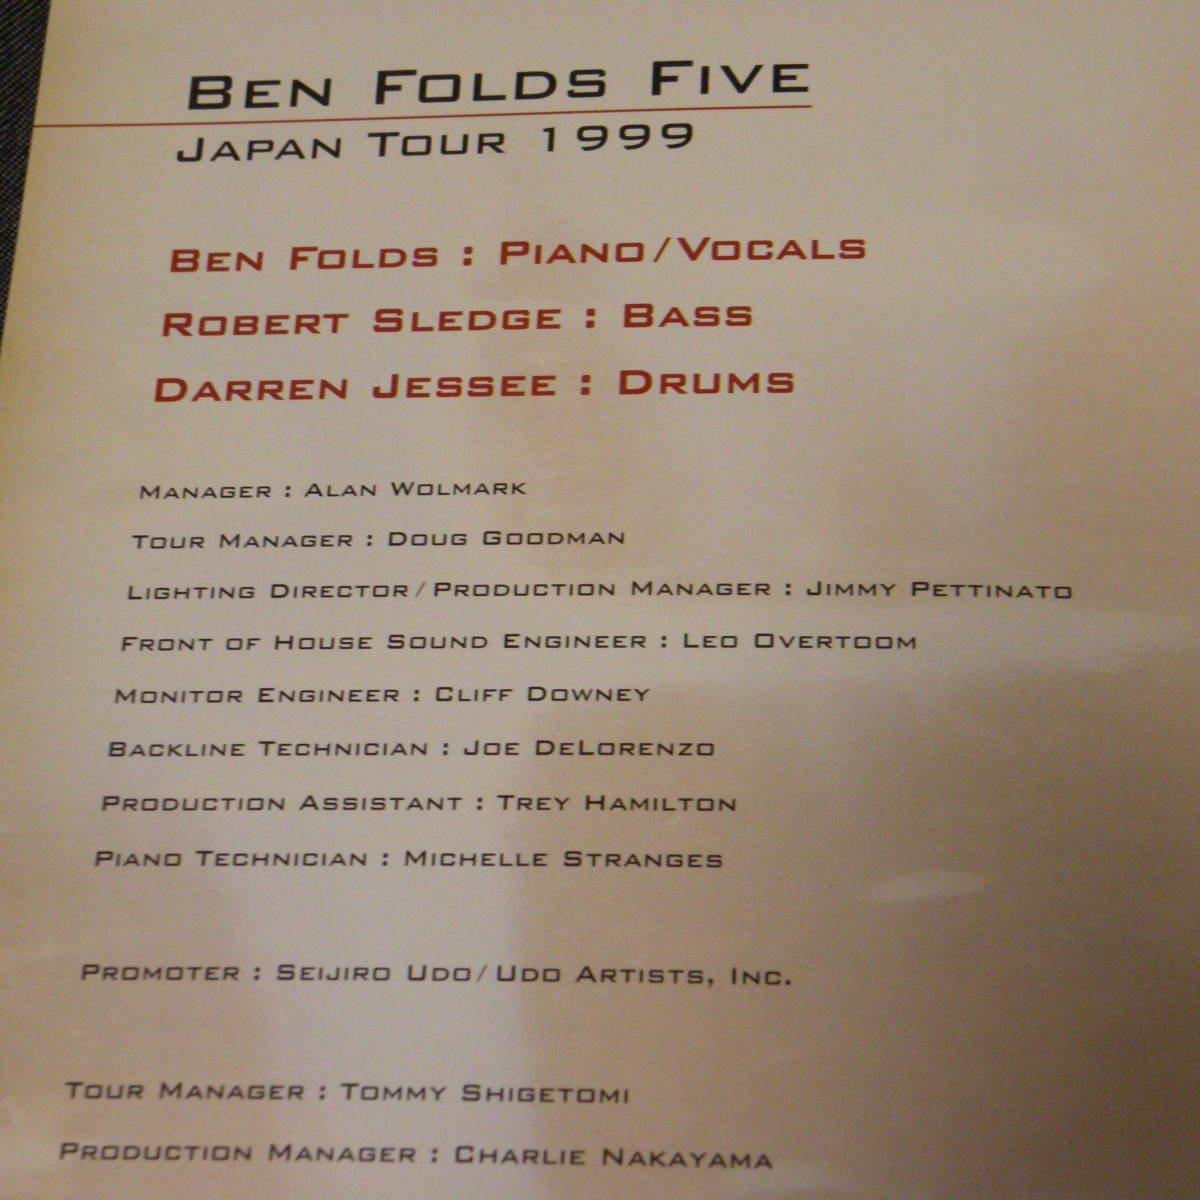 BEN FOLDS FIVE
JAPAN TOUR 1999
BEN FOLDS : PIANO/VOCALS
ROBERT SLEDGE : BASS
DARREN JESSEE : DRUMS
MANAGER : ALAN WOLMARK
TOUR MANAGER : DOUG GOODMAN
LIGHTING DIRECTOR/PRODUCTION MANAGER : JIMMY PETTINATO
FRONT OF HOUSE SOUND ENGINEER : LEO OVERTOOM
MONITOR ENGINEER : CLIFF DOWNEY
BACKLINE TECHNICIAN : JOE DELORENZO
PRODUCTION ASSISTANT : TREY HAMILTON
PIANO TECHNICIAN : MICHELLE STRANGES
PROMOTER : SEIJIRO UDO/UDO ARTISTS, INC.
TOUR MANAGER : TOMMY SHIGETOMI
PRODUCTION MANAGER : CHARLIE NAKAYAMA